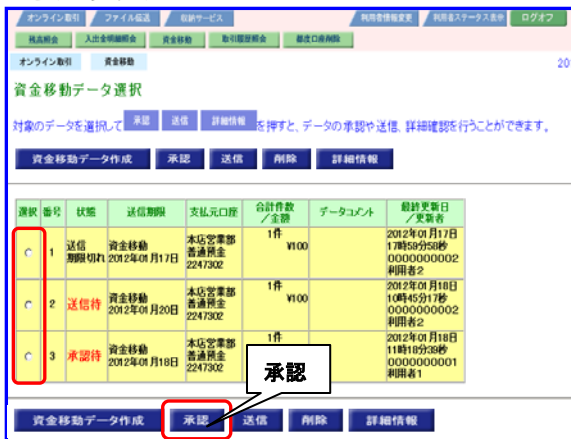 オンライン取引 ファイル伝送 収納サービス 利用者情報変更 利用者ステータス表示 ログオフ
残高照会 入出金明細照会 資金移動 取引履歴照会 都度口座削除
オンライン取引 資金移動 20
資金移動データ選択
対象のデータを選択して 承認 送信 詳細情報 を押すと、データの承認や送信、詳細確認を行うことができます。
資金移動データ作成 承認 送信 削除 詳細情報
選択 番号 状態 送信期限 支払元口座 合計件数／金額 データコメント 最終更新日／更新者
1 送信期限切れ 資金移動 2012年01月17日 本店営業部 普通預金 2247302 1件 ¥100 2012年01月17日 17時59分58秒 0000000002 利用者2
2 送信待 資金移動 2012年01月20日 本店営業部 普通預金 2247302 1件 ¥100 2012年01月18日 10時45分17秒 0000000002 利用者2
3 承認待 資金移動 2012年01月18日 本店営業部 普通預金 2247302 1件 2012年01月18日 11時18分39秒 0000000001 利用者1
承認
資金移動データ作成 承認 送信 削除 詳細情報